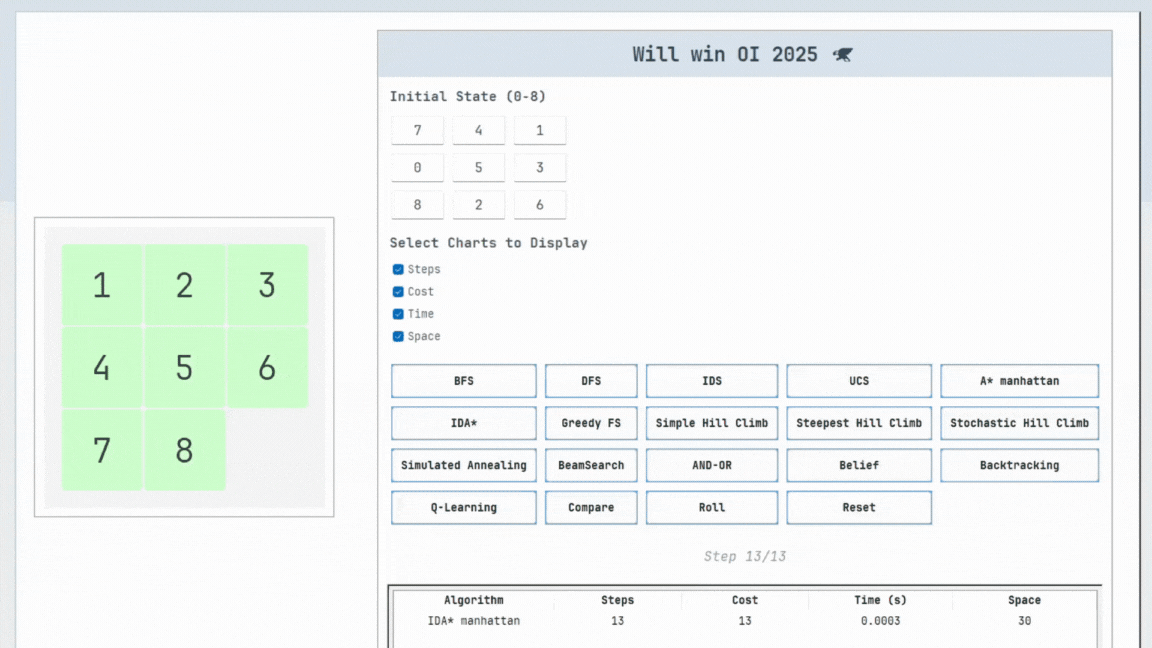 Will win OI 2025
Initial State (0-8)
7 4 1
0 5 3
8 2 6
Select Charts to Display
Steps
Cost
Time
Space
1 2 3
4 5 6
7 8
BFS DFS IDS UCS A* manhattan
IDA* Greedy FS Simple Hill Climb Steepest Hill Climb Stochastic Hill Climb
Simulated Annealing BeamSearch AND-OR Belief Backtracking
Q-Learning Compare Roll Reset
Step 13/13
Algorithm Steps Cost Time (s) Space
IDA* manhattan 13 13 0.0003 30